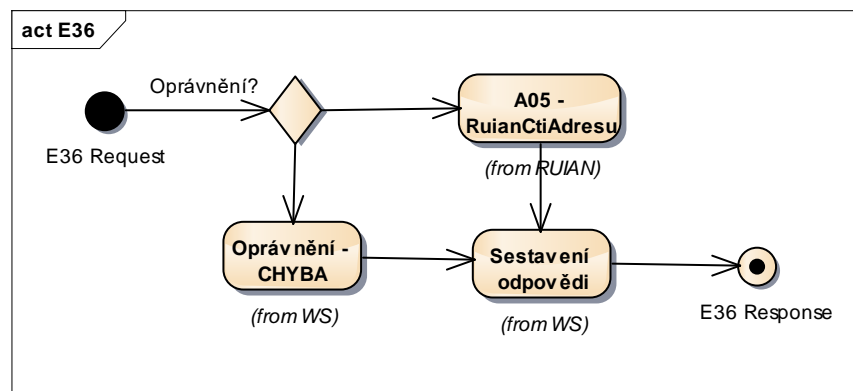 act E36
Oprávnění?
A05 -
RuianCtiAdresu
(from RUIAN)
E36 Request
Oprávnění -
CHYBA
(from WS)
Sestavení
odpovědi
(from WS)
E36 Response